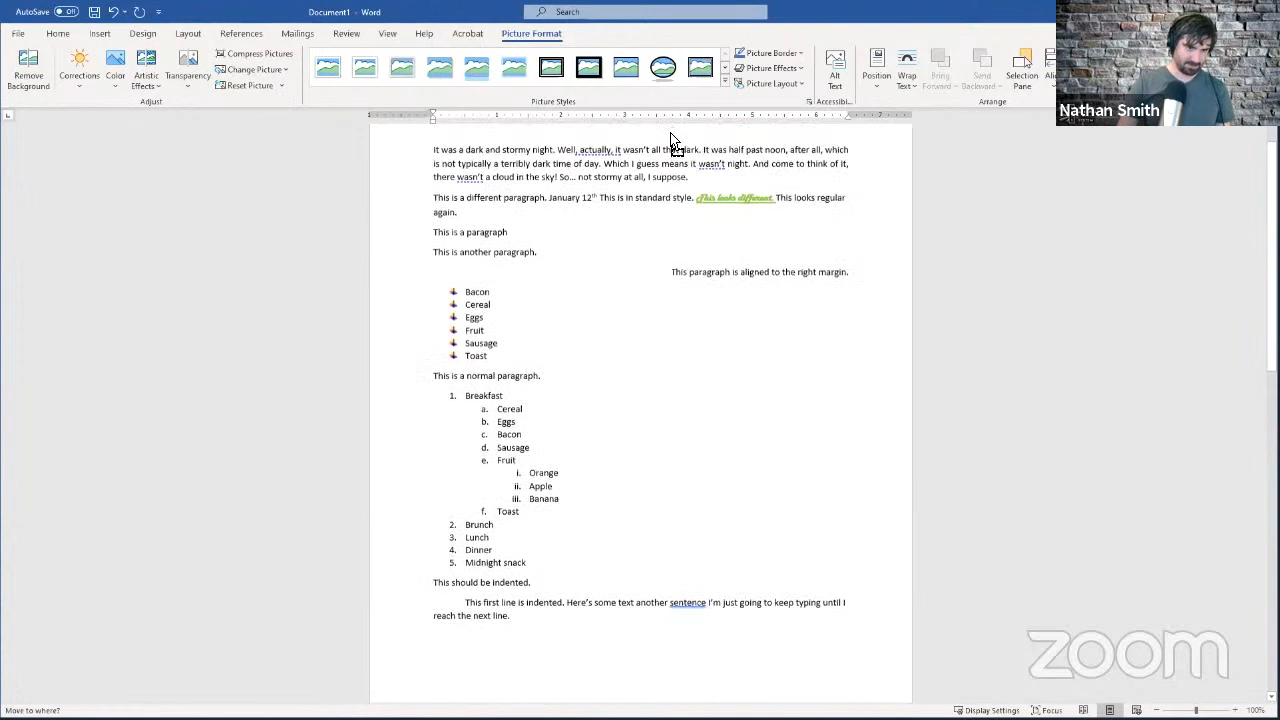 Document1 - Word
Search
File Home Insert Draw Design Layout References Mailings Review View Help Acrobat Picture Format
Remove Background
Corrections
Color
Artistic Effects
Transparency
Compress Pictures
Change Picture
Reset Picture
Adjust
Picture Styles
Picture Border
Picture Effects
Picture Layout
Alt Text
Accessibili...
Position
Wrap Text
Bring Forward
Send Backward
Selection Pane
Arrange
Nathan Smith
1 2 3 4 5 6 7
It was a dark and stormy night. Well, actually, it wasn't all that dark. It was half past noon, after all, which
is not typically a terribly dark time of day. Which I guess means it wasn't night. And come to think of it,
there wasn't a cloud in the sky! So… not stormy at all, I suppose.
This is a different paragraph. January 12th This is in standard style. This looks different. This looks regular
again.
This is a paragraph
This is another paragraph.
This paragraph is aligned to the right margin.
Bacon
Cereal
Eggs
Fruit
Sausage
Toast
This is a normal paragraph.
1. Breakfast
a. Cereal
b. Eggs
c. Bacon
d. Sausage
e. Fruit
i. Orange
ii. Apple
iii. Banana
f. Toast
2. Brunch
3. Lunch
4. Dinner
5. Midnight snack
This should be indented.
This first line is indented. Here's some text another sentence I'm just going to keep typing until I
reach the next line.
zoom
Move to where?
Display Settings Focus 100%